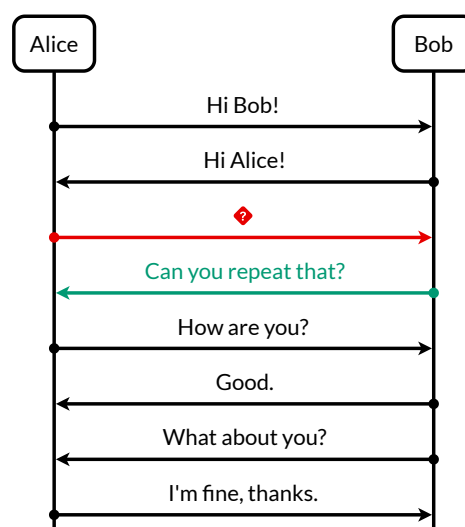 Alice
Bob
Hi Bob!
Hi Alice!
?
Can you repeat that?
How are you?
Good.
What about you?
I'm fine, thanks.